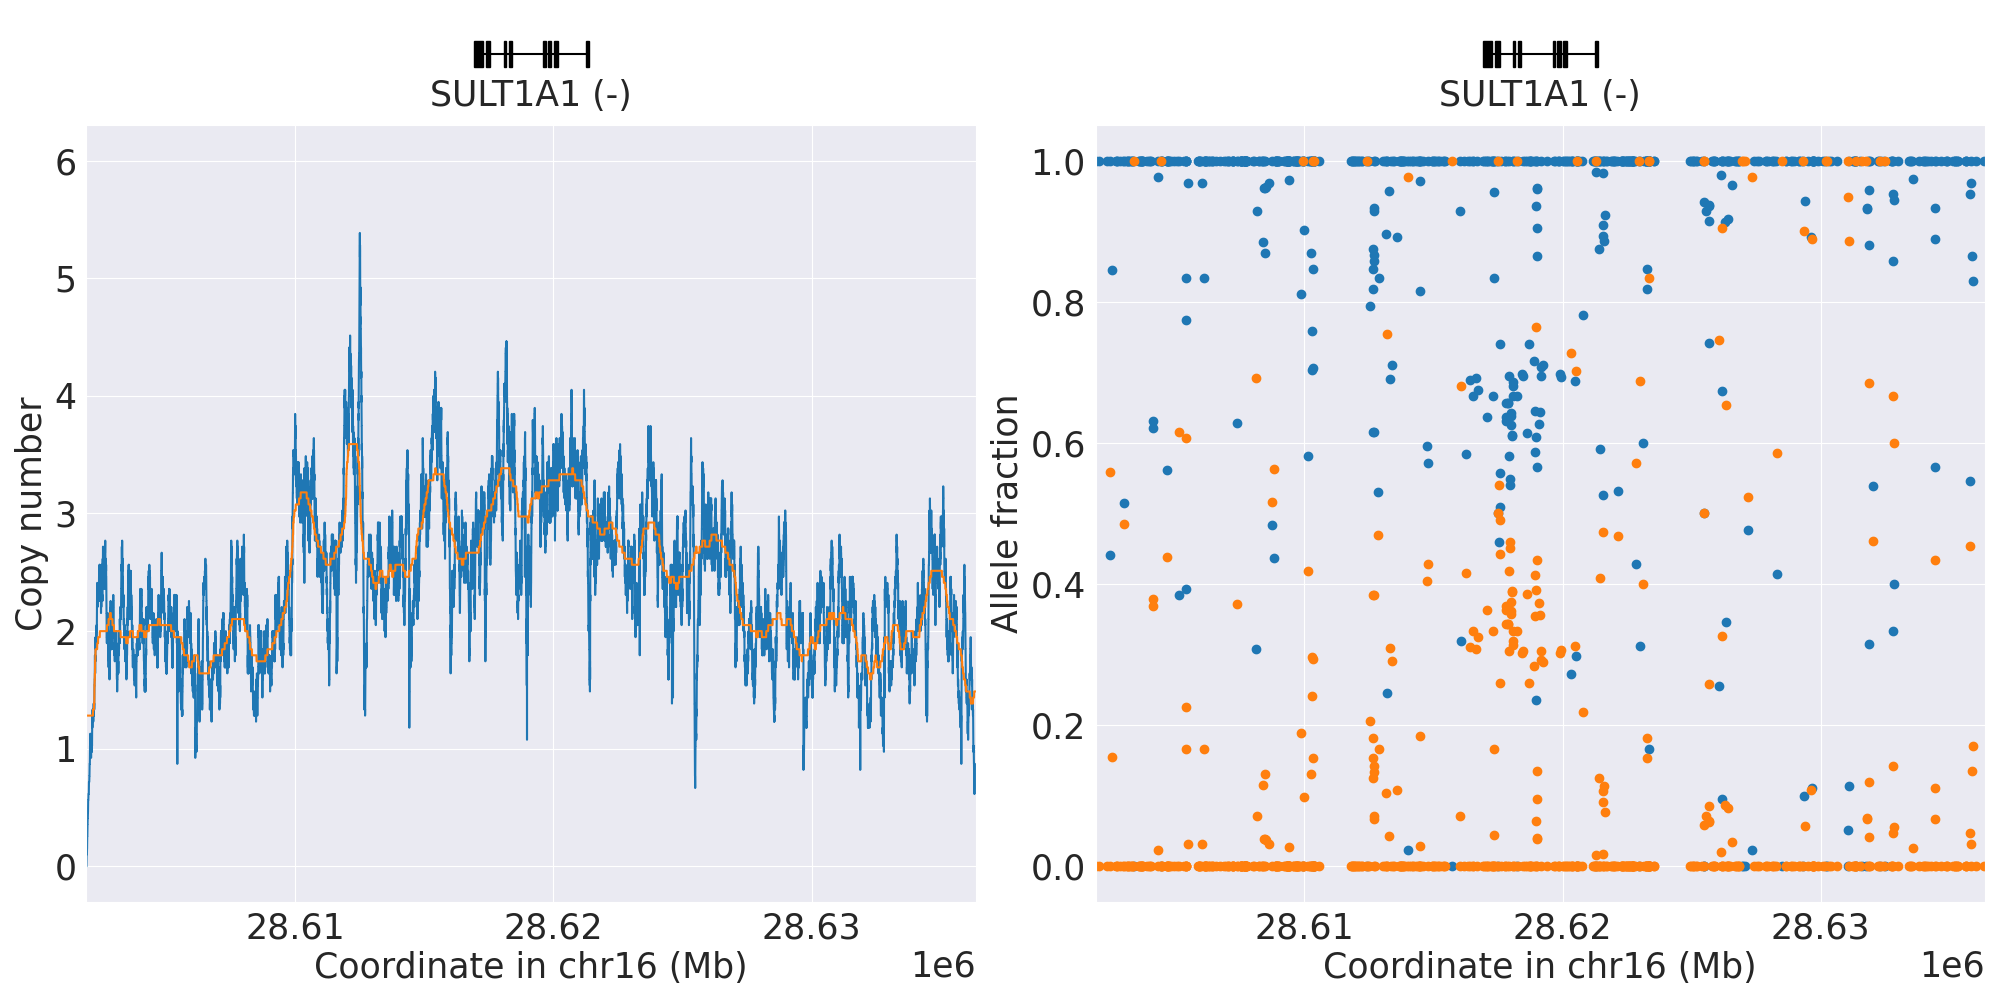 SULT1A1 (-)
6
5
4
3
2
1
0
Copy number
28.61
28.62
28.63
Coordinate in chr16 (Mb)
1e6
SULT1A1 (-)
1.0
0.8
0.6
0.4
0.2
0.0
Allele fraction
28.61
28.62
28.63
Coordinate in chr16 (Mb)
1e6